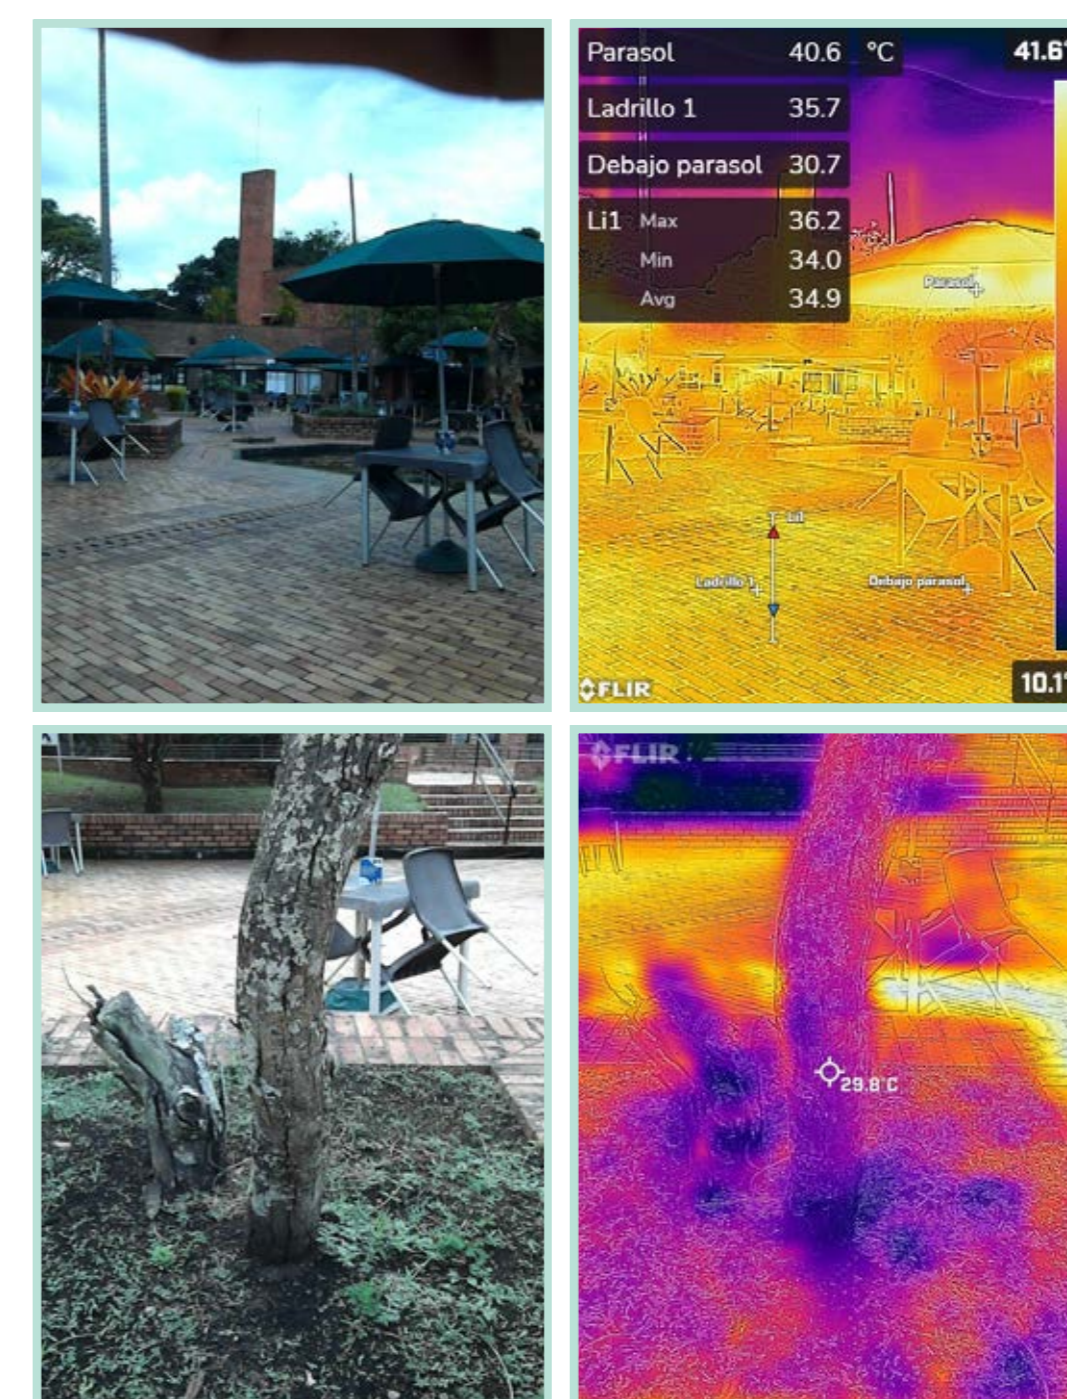 Parasol 40.6 °C 41.6°
Ladrillo 1 35.7
Debajo parasol 30.7
Li1 Max 36.2
Min 34.0
Avg 34.9
Parasol
Li1
Ladrillo 1
Debajo parasol
FLIR
10.1°
FLIR
29.8°C